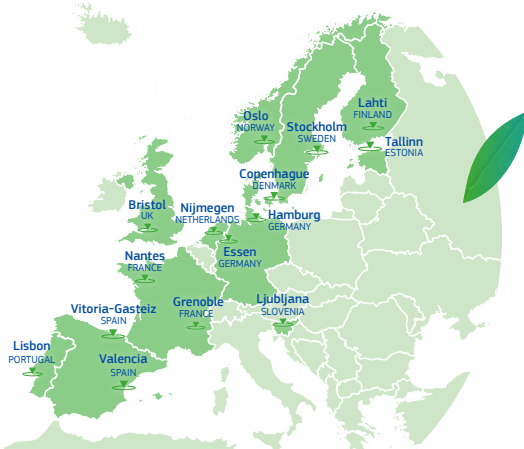 Lahti
FINLAND
Oslo
NORWAY
Stockholm
SWEDEN
Tallinn
ESTONIA
Copenhague
DENMARK
Bristol
UK
Nijmegen
NETHERLANDS
Hamburg
GERMANY
Essen
GERMANY
Nantes
FRANCE
Grenoble
FRANCE
Ljubljana
SLOVENIA
Vitoria-Gasteiz
SPAIN
Lisbon
PORTUGAL
Valencia
SPAIN